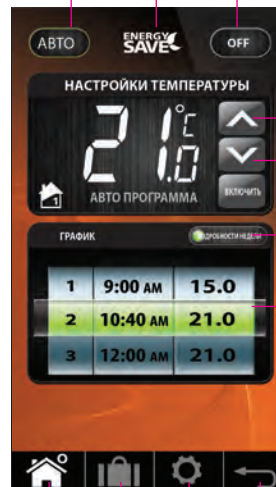 АВТО
ENERGY
SAVE
OFF
НАСТРОЙКИ ТЕМПЕРАТУРЫ
21.0°c
ВКЛЮЧИТЬ
1
АВТО ПРОГРАММА
ГРАФИК
ПОДРОБНОСТИ НЕДЕЛИ
1 9:00 AM 15.0
2 10:40 AM 21.0
3 12:00 AM 21.0